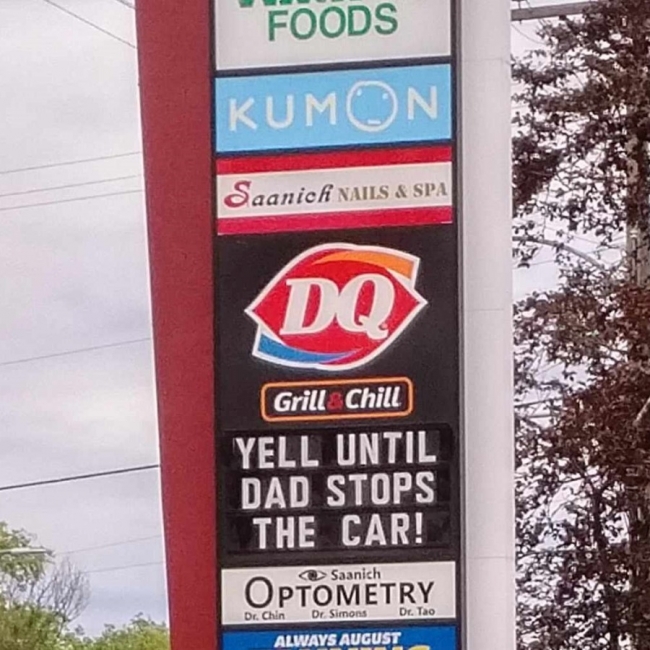 FOODS
KUMON
Saanich NAILS & SPA
DQ
Grill & Chill
YELL UNTIL
DAD STOPS
THE CAR!
Saanich
OPTOMETRY
Dr. Chin Dr. Simons Dr. Tao
ALWAYS AUGUST